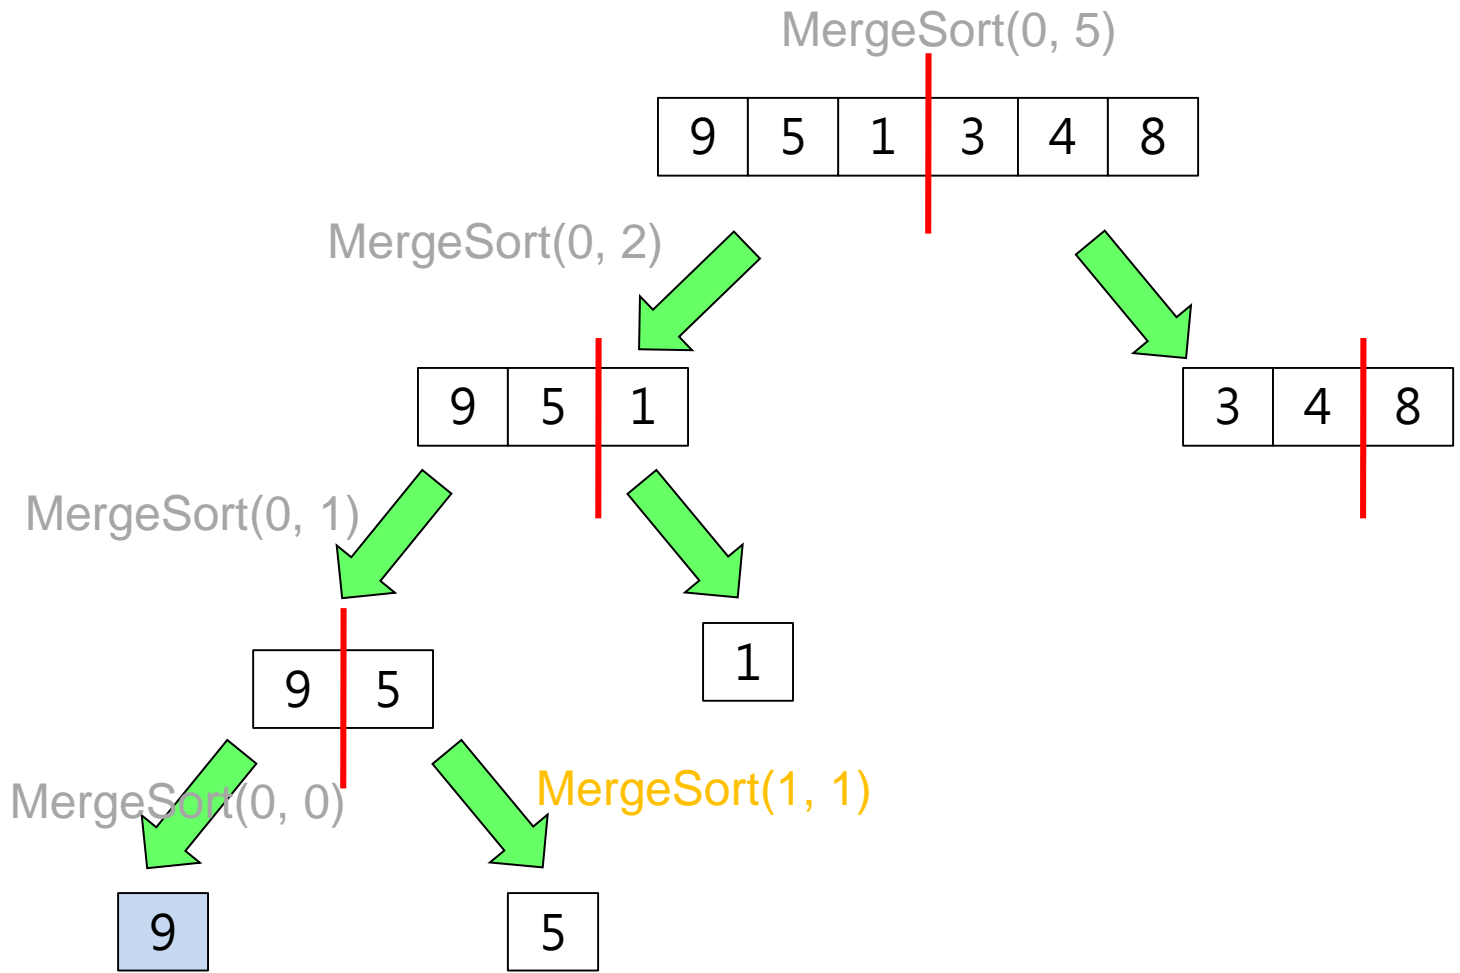 MergeSort(0, 5)
9 5 1 3 4 8
MergeSort(0, 2)
9 5 1
3 4 8
MergeSort(0, 1)
9 5
1
MergeSort(0, 0)
MergeSort(1, 1)
9
5